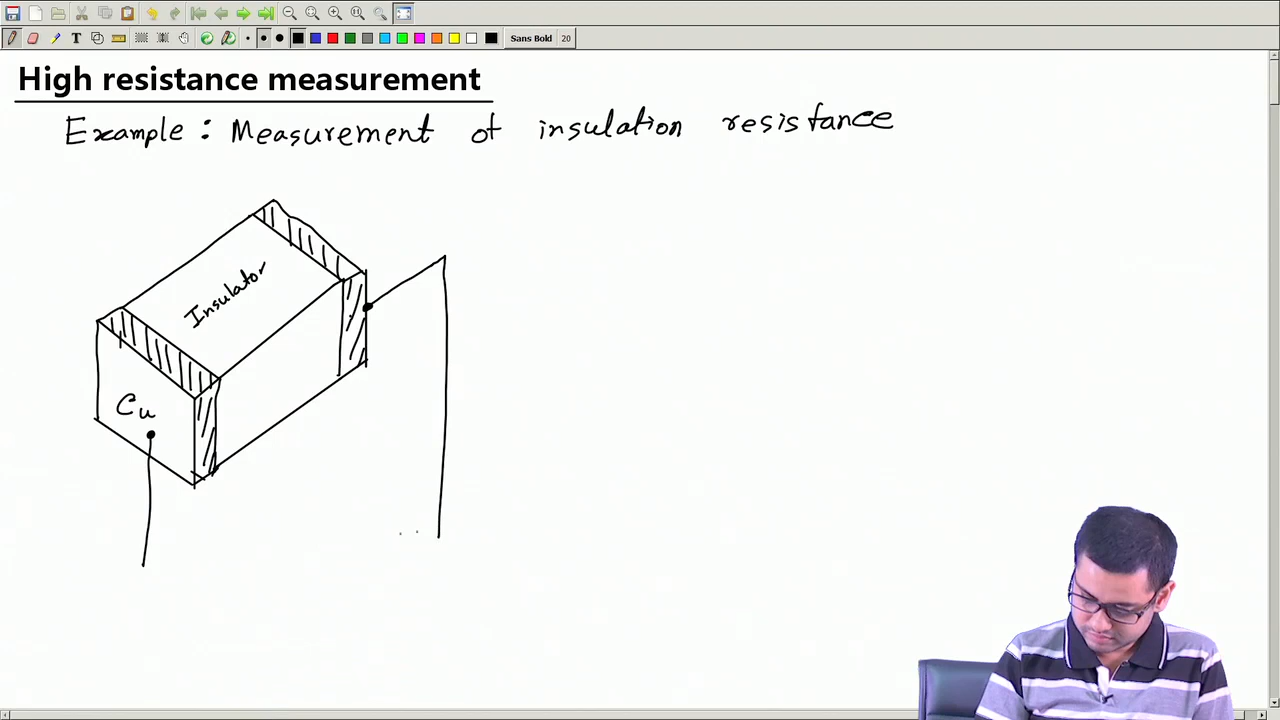 Sans Bold 20
High resistance measurement
Example : Measurement of insulation resistance
Insulator
Cu